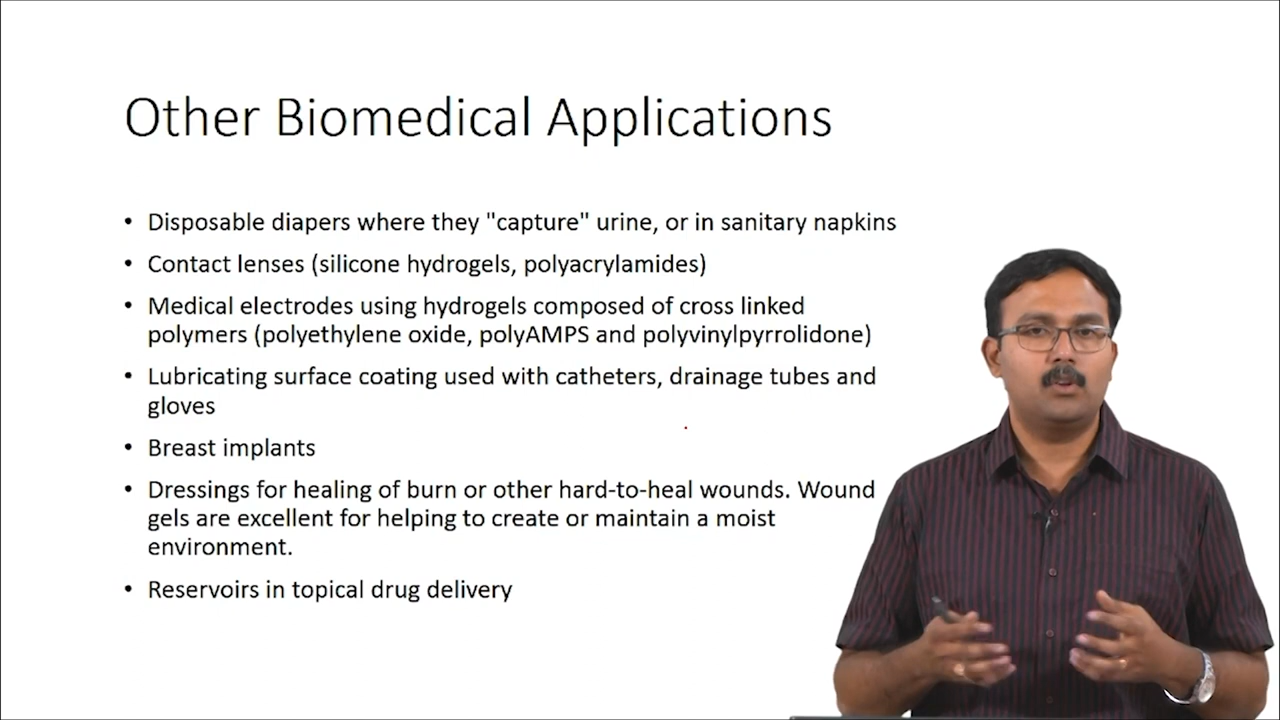 Other Biomedical Applications
• Disposable diapers where they "capture" urine, or in sanitary napkins
• Contact lenses (silicone hydrogels, polyacrylamides)
• Medical electrodes using hydrogels composed of cross linked
polymers (polyethylene oxide, polyAMPS and polyvinylpyrrolidone)
• Lubricating surface coating used with catheters, drainage tubes and
gloves
• Breast implants
• Dressings for healing of burn or other hard-to-heal wounds. Wound
gels are excellent for helping to create or maintain a moist
environment.
• Reservoirs in topical drug delivery